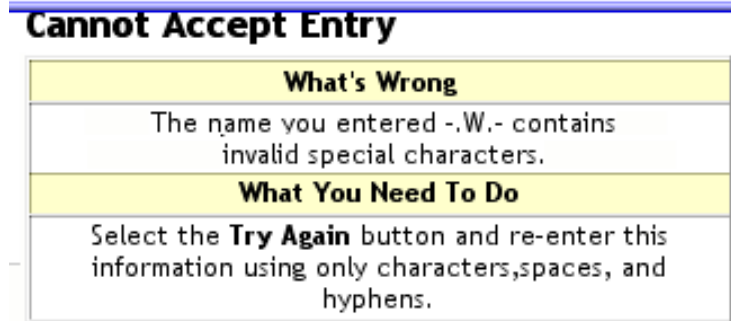 Cannot Accept Entry
What's Wrong
The name you entered -.W.- contains
invalid special characters.
What You Need To Do
Select the Try Again button and re-enter this
information using only characters,spaces, and
hyphens.